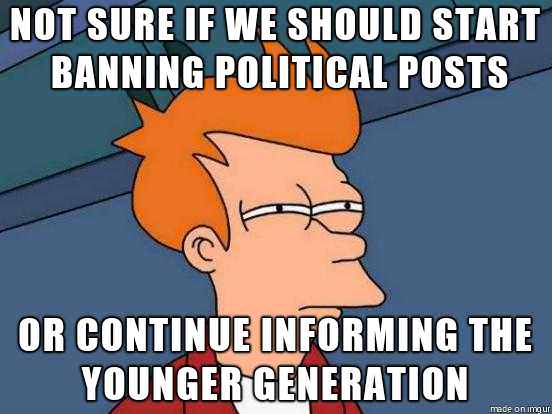 NOT SURE IF WE SHOULD START
BANNING POLITICAL POSTS
OR CONTINUE INFORMING THE
YOUNGER GENERATION
made on imgur